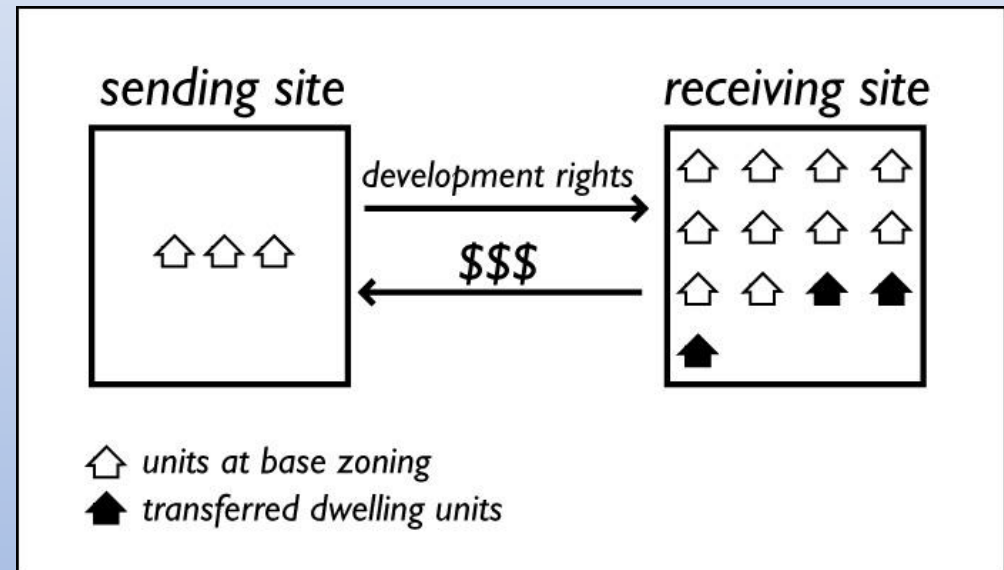 sending site
receiving site
development rights
$$$
units at base zoning
transferred dwelling units